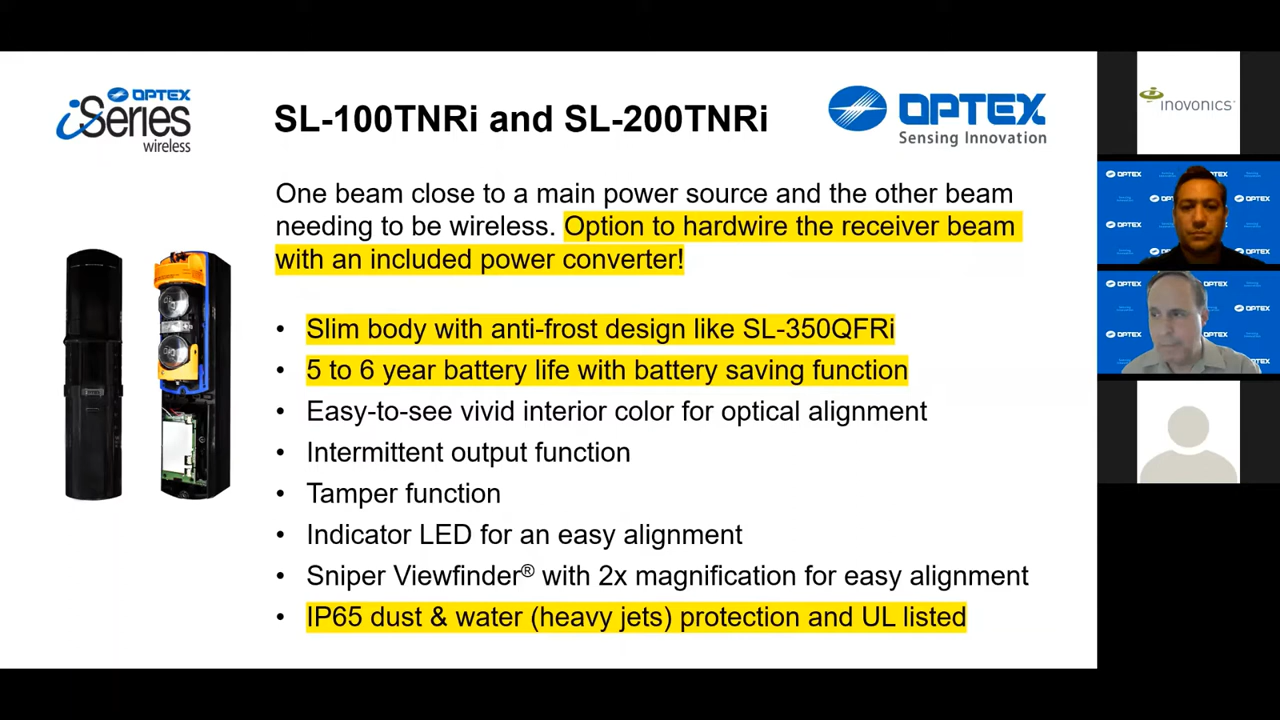 OPTEX
iSeries
wireless
SL-100TNRi and SL-200TNRi
OPTEX
Sensing Innovation
One beam close to a main power source and the other beam
needing to be wireless. Option to hardwire the receiver beam
with an included power converter!
• Slim body with anti-frost design like SL-350QFRi
• 5 to 6 year battery life with battery saving function
• Easy-to-see vivid interior color for optical alignment
• Intermittent output function
• Tamper function
• Indicator LED for an easy alignment
• Sniper Viewfinder® with 2x magnification for easy alignment
• IP65 dust & water (heavy jets) protection and UL listed
inovonics
OPTEX
OPTEX
OPTEX
OPTEX
OPTEX
OPTEX